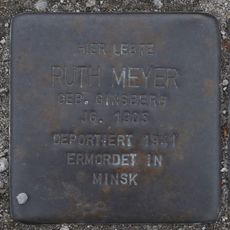 HIER LEBTE
RUTH MEYER
GEB. GINSBERG
JG. 1903
DEPORTIERT 1941
ERMORDET IN
MINSK